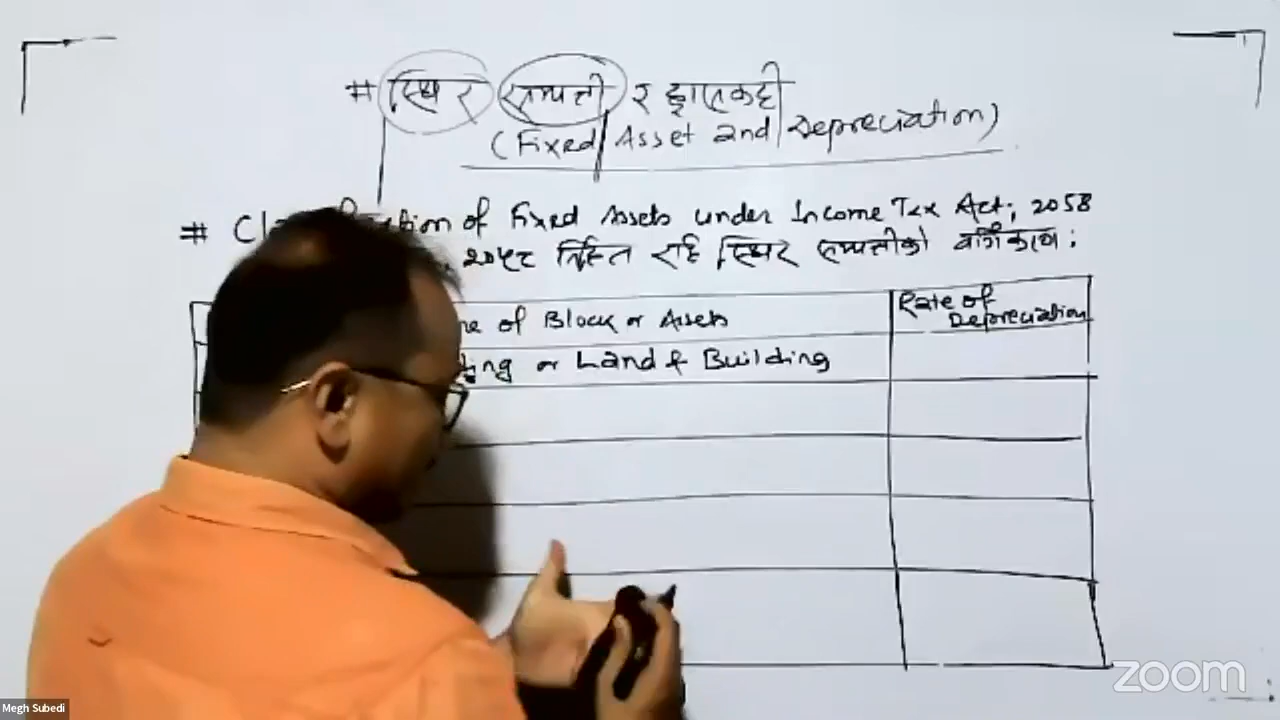 # स्थिर सम्पत्ती र ह्रासकट्टी
(Fixed Asset and Depreciation)
# of Fixed Assets under Income Tax Act, 2058
२०५८ निहित रहि स्थिर सम्पत्तीको वर्गिकरण :
of Block or Assets
Rate of Depreciation
or Land & Building
zoom
Megh Subedi